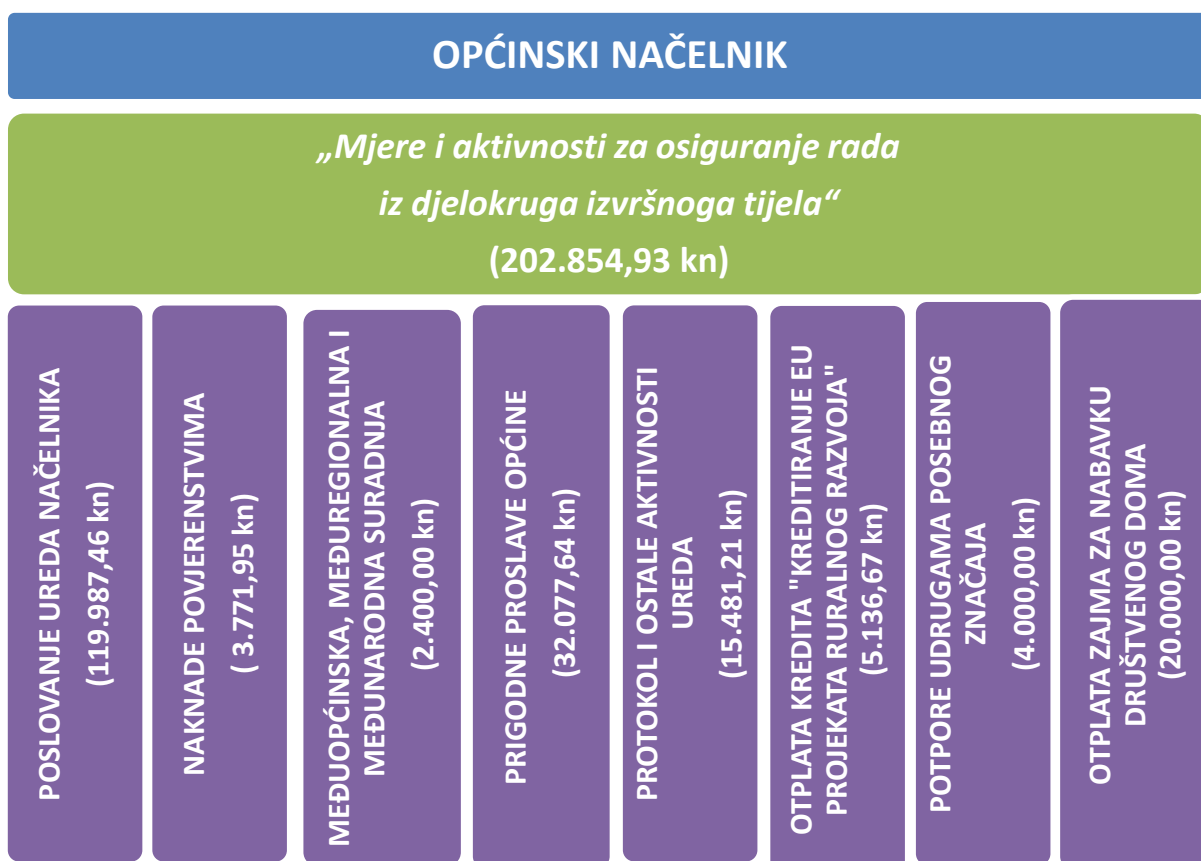 OPĆINSKI NAČELNIK
„Mjere i aktivnosti za osiguranje rada
iz djelokruga izvršnoga tijela“
(202.854,93 kn)
POSLOVANJE UREDA NAČELNIKA
(119.987,46 kn)
NAKNADE POVJERENSTVIMA
( 3.771,95 kn)
MEĐUOPĆINSKA, MEĐUREGIONALNA I
MEĐUNARODNA SURADNJA
(2.400,00 kn)
PRIGODNE PROSLAVE OPĆINE
(32.077,64 kn)
PROTOKOL I OSTALE AKTIVNOSTI
UREDA
(15.481,21 kn)
OTPLATA KREDITA "KREDITIRANJE EU
PROJEKATA RURALNOG RAZVOJA"
(5.136,67 kn)
POTPORE UDRUGAMA POSEBNOG
ZNAČAJA
(4.000,00 kn)
OTPLATA ZAJMA ZA NABAVKU
DRUŠTVENOG DOMA
(20.000,00 kn)